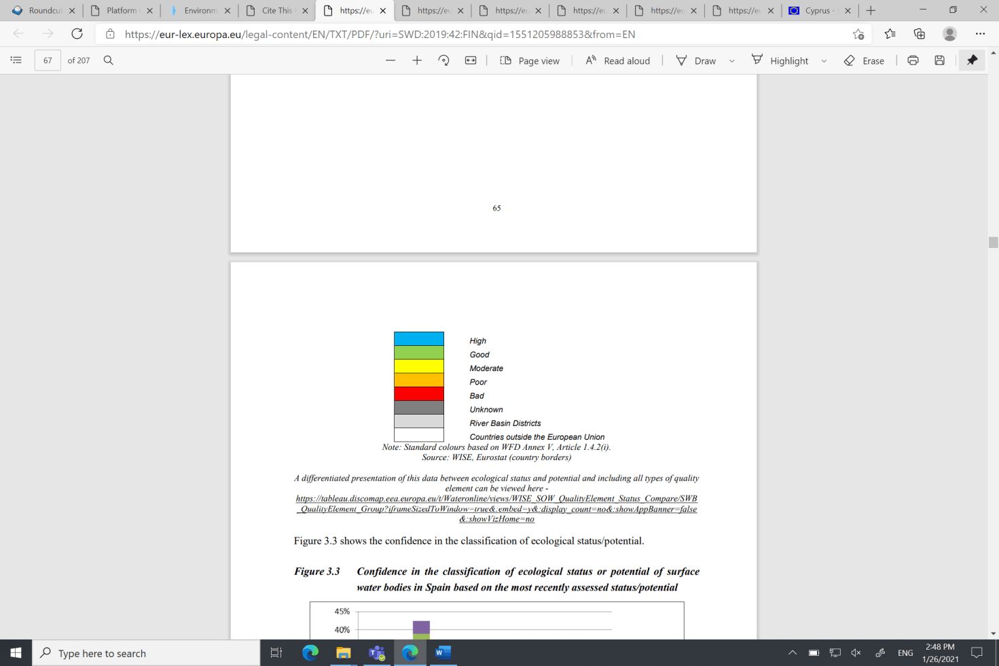 Roundcu
Platform
Environm
Cite This
https://eu
https://eu
https://eu
https://eu
https://eu
https://e
Cyprus -
https://eur-lex.europa.eu/legal-content/EN/TXT/PDF/?uri=SWD:2019:42:FIN&qid=1551205988853&from=EN
67 of 207
Page view
Read aloud
Draw
Highlight
Erase
65
High
Good
Moderate
Poor
Bad
Unknown
River Basin Districts
Countries outside the European Union
Note: Standard colours based on WFD Annex V, Article 1.4.2(i).
Source: WISE, Eurostat (country borders)
A differentiated presentation of this data between ecological status and potential and including all types of quality
element can be viewed here -
https://tableau.discomap.eea.europa.eu/t/Wateronline/views/WISE_SOW_QualityElement_Status_Compare/SWB
_QualityElement_Group?iframeSizedToWindow=true&:embed=y&:display_count=no&:showAppBanner=false
&:showVizHome=no
Figure 3.3 shows the confidence in the classification of ecological status/potential.
Figure 3.3 Confidence in the classification of ecological status or potential of surface
water bodies in Spain based on the most recently assessed status/potential
45%
40%
Type here to search
ENG
2:48 PM
1/26/2021